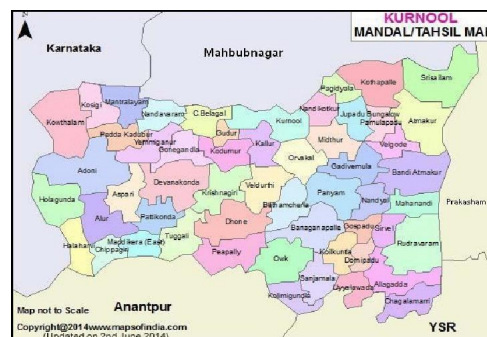 KURNOOL
MANDAL/TAHSIL MAP
Karnataka
Mahbubnagar
Kothapalle
Srisailam
Pagidyala
Kosigi
Mantralayam
Nandavaram
C.Belagal
Kurnool
Nandikotkur
Jupadu Bungalow
Pamulapadu
Atmakur
Kowthalam
Pedda Kadabur
Yemmiganur
Gudur
Gonegandla
Kodumur
Kallur
Midthur
Velgode
Orvakal
Adoni
Gadivemula
Bandi Atmakur
Devanakonda
Aspari
Krishnagiri
Veldurthi
Panyam
Nandyal
Mahanandi
Prakasham
Holagunda
Bethamcherla
Alur
Pattikonda
Dhone
Banaganapalle
Gospadu
Sirvel
Rudravaram
Halaharvi
Chippagiri
Maddikera (East)
Tuggali
Peapally
Owk
Koilkunta
Dornipadu
Sanjamala
Uyyalawada
Allagadda
Kolimigundla
Chagalamarri
Map not to Scale
Anantpur
YSR
Copyright@2014www.mapsofindia.com
(Updated on 2nd June 2014)